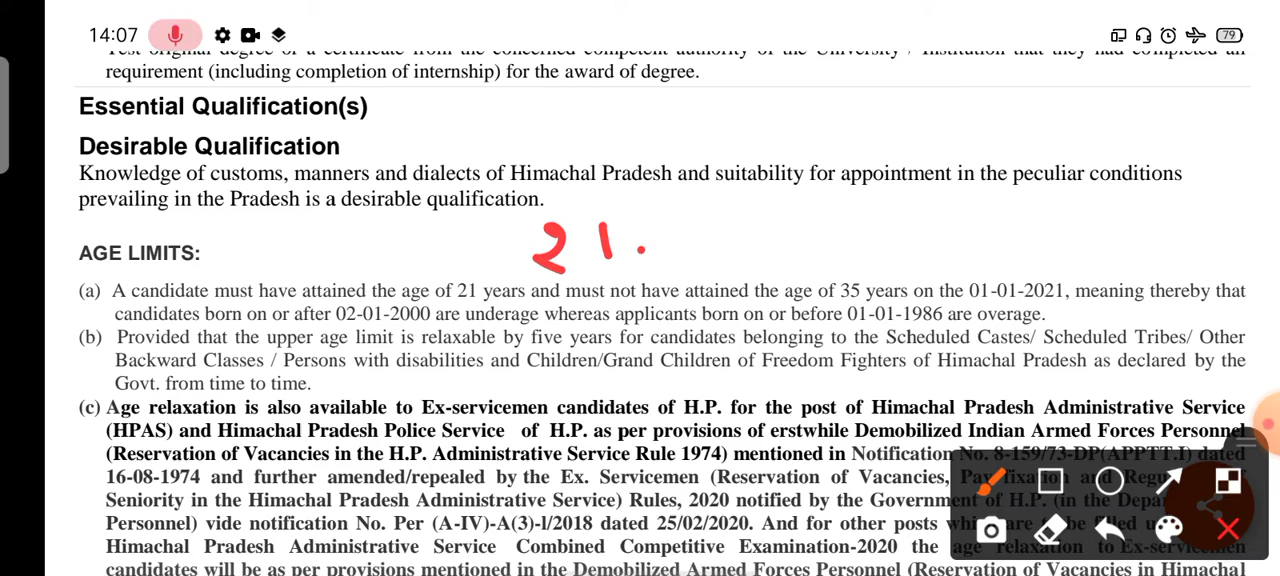 14:07
79
requirement (including completion of internship) for the award of degree.
Essential Qualification(s)
Desirable Qualification
Knowledge of customs, manners and dialects of Himachal Pradesh and suitability for appointment in the peculiar conditions
prevailing in the Pradesh is a desirable qualification.
21.
AGE LIMITS:
(a) A candidate must have attained the age of 21 years and must not have attained the age of 35 years on the 01-01-2021, meaning thereby that
candidates born on or after 02-01-2000 are underage whereas applicants born on or before 01-01-1986 are overage.
(b) Provided that the upper age limit is relaxable by five years for candidates belonging to the Scheduled Castes/ Scheduled Tribes/ Other
Backward Classes / Persons with disabilities and Children/Grand Children of Freedom Fighters of Himachal Pradesh as declared by the
Govt. from time to time.
(c) Age relaxation is also available to Ex-servicemen candidates of H.P. for the post of Himachal Pradesh Administrative Service
(HPAS) and Himachal Pradesh Police Service of H.P. as per provisions of erstwhile Demobilized Indian Armed Forces Personnel
(Reservation of Vacancies in the H.P. Administrative Service Rule 1974) mentioned in Notification No. 8-159/73-DP(APPTT.I) dated
16-08-1974 and further amended/repealed by the Ex. Servicemen (Reservation of Vacancies, and
Seniority in the Himachal Pradesh Administrative Service) Rules, 2020 notified by the Government of H.P. (in the
Personnel) vide notification No. Per (A-IV)-A(3)-1/2018 dated 25/02/2020. And for other posts
Himachal Pradesh Administrative Service Combined Competitive Examination-2020 the age relaxation to Ex-servicemen
candidates will be as per provisions mentioned in the Demobilized Armed Forces Personnel (Reservation of Vacancies in Himachal